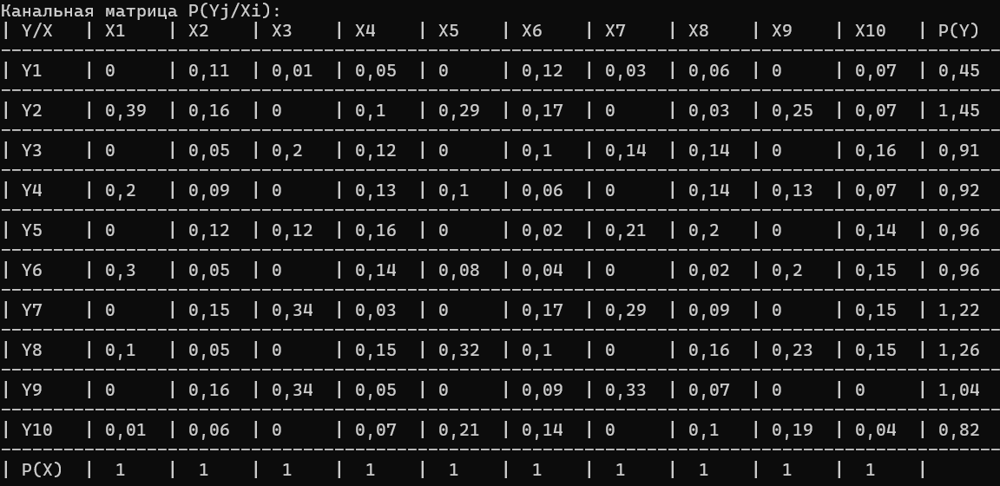 Канальная матрица P(Yj/Xi):
| Y/X | X1 | X2 | X3 | X4 | X5 | X6 | X7 | X8 | X9 | X10 | P(Y)
| Y1 | 0 | 0,11 | 0,01 | 0,05 | 0 | 0,12 | 0,03 | 0,06 | 0 | 0,07 | 0,45
| Y2 | 0,39 | 0,16 | 0 | 0,1 | 0,29 | 0,17 | 0 | 0,03 | 0,25 | 0,07 | 1,45
| Y3 | 0 | 0,05 | 0,2 | 0,12 | 0 | 0,1 | 0,14 | 0,14 | 0 | 0,16 | 0,91
| Y4 | 0,2 | 0,09 | 0 | 0,13 | 0,1 | 0,06 | 0 | 0,14 | 0,13 | 0,07 | 0,92
| Y5 | 0 | 0,12 | 0,12 | 0,16 | 0 | 0,02 | 0,21 | 0,2 | 0 | 0,14 | 0,96
| Y6 | 0,3 | 0,05 | 0 | 0,14 | 0,08 | 0,04 | 0 | 0,02 | 0,2 | 0,15 | 0,96
| Y7 | 0 | 0,15 | 0,34 | 0,03 | 0 | 0,17 | 0,29 | 0,09 | 0 | 0,15 | 1,22
| Y8 | 0,1 | 0,05 | 0 | 0,15 | 0,32 | 0,1 | 0 | 0,16 | 0,23 | 0,15 | 1,26
| Y9 | 0 | 0,16 | 0,34 | 0,05 | 0 | 0,09 | 0,33 | 0,07 | 0 | 0 | 1,04
| Y10 | 0,01 | 0,06 | 0 | 0,07 | 0,21 | 0,14 | 0 | 0,1 | 0,19 | 0,04 | 0,82
| P(X) | 1 | 1 | 1 | 1 | 1 | 1 | 1 | 1 | 1 | 1 |